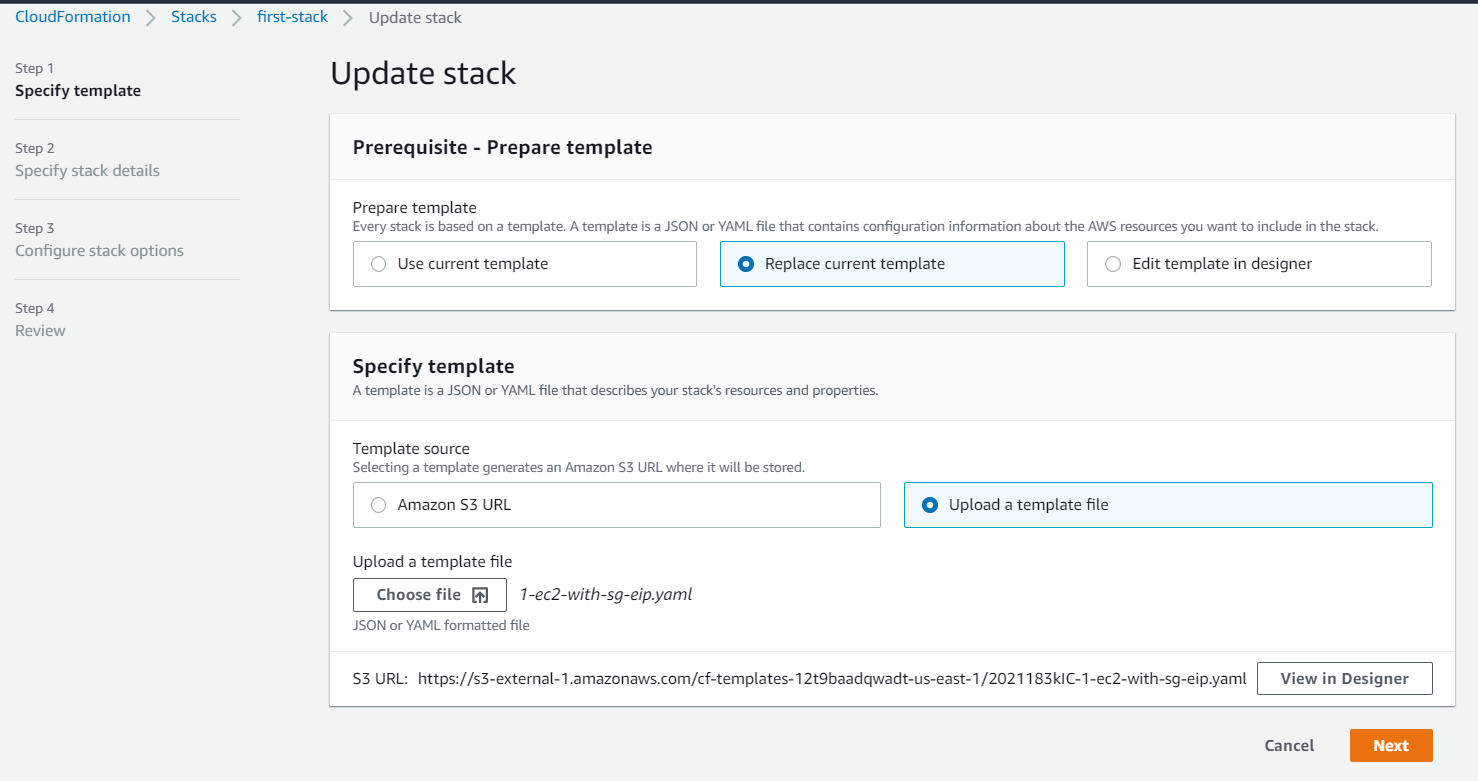 CloudFormation > Stacks > first-stack > Update stack
Step 1
Specify template
Step 2
Specify stack details
Step 3
Configure stack options
Step 4
Review
Update stack
Prerequisite - Prepare template
Prepare template
Every stack is based on a template. A template is a JSON or YAML file that contains configuration information about the AWS resources you want to include in the stack.
Use current template
Replace current template
Edit template in designer
Specify template
A template is a JSON or YAML file that describes your stack's resources and properties.
Template source
Selecting a template generates an Amazon S3 URL where it will be stored.
Amazon S3 URL
Upload a template file
Upload a template file
Choose file 1-ec2-with-sg-eip.yaml
JSON or YAML formatted file
S3 URL: https://s3-external-1.amazonaws.com/cf-templates-12t9baadqwadt-us-east-1/2021183kIC-1-ec2-with-sg-eip.yaml View in Designer
Cancel Next